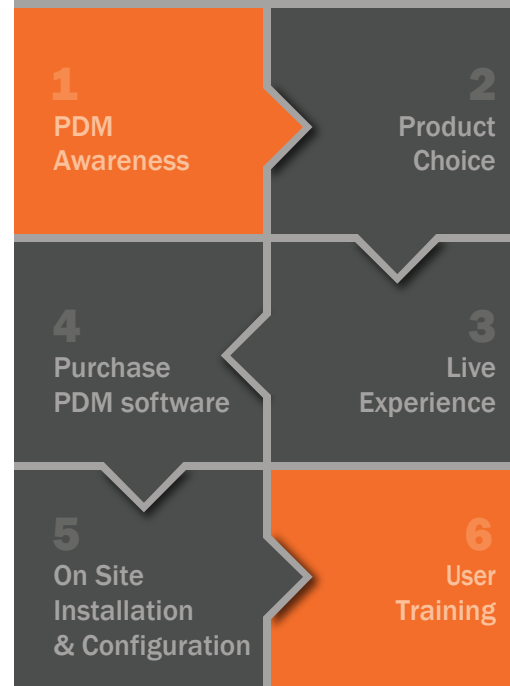 1
PDM
Awareness
2
Product
Choice
3
Live
Experience
4
Purchase
PDM software
5
On Site
Installation
& Configuration
6
User
Training